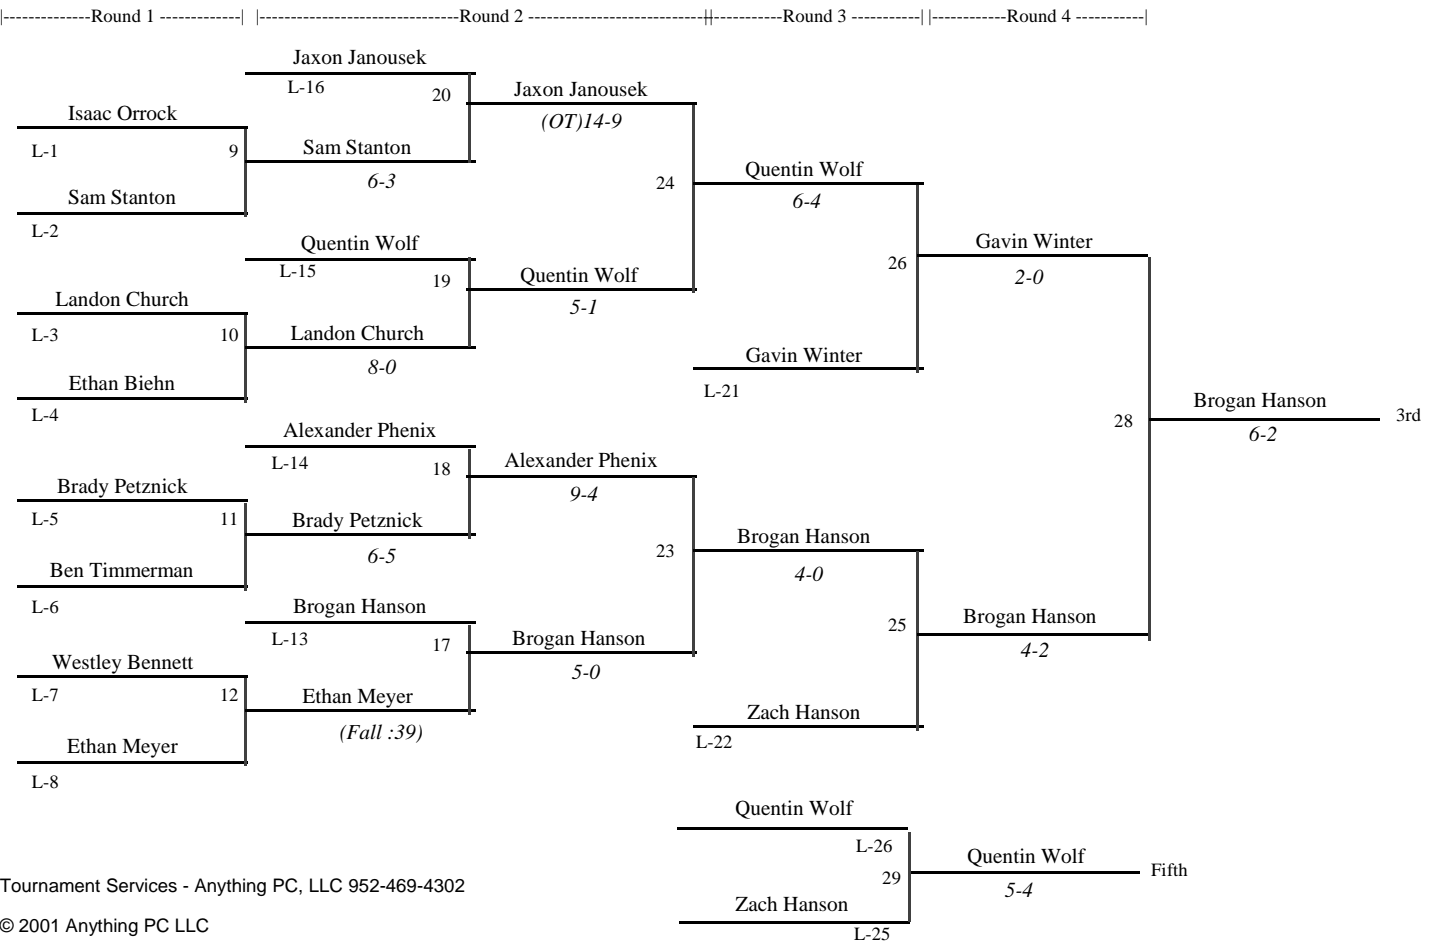 |--------------Round 1 -------------| |--------------------------------Round 2 -----------------------------||------------Round 3 -----------| |------------Round 4 -----------|
Jaxon Janousek
L-16
20
Jaxon Janousek
(OT)14-9
Isaac Orrock
L-1
9
Sam Stanton
6-3
Sam Stanton
L-2
24
Quentin Wolf
6-4
Quentin Wolf
L-15
19
Quentin Wolf
5-1
Landon Church
L-3
10
Landon Church
8-0
Ethan Biehn
L-4
26
Gavin Winter
2-0
Gavin Winter
L-21
Alexander Phenix
L-14
18
Alexander Phenix
9-4
Brady Petznick
L-5
11
Brady Petznick
6-5
Ben Timmerman
L-6
23
Brogan Hanson
4-0
28
Brogan Hanson
6-2
3rd
Brogan Hanson
L-13
17
Brogan Hanson
5-0
Westley Bennett
L-7
12
Ethan Meyer
(Fall :39)
Ethan Meyer
L-8
25
Brogan Hanson
4-2
Zach Hanson
L-22
Quentin Wolf
L-26
29
Quentin Wolf
5-4
Fifth
Zach Hanson
L-25
Tournament Services - Anything PC, LLC 952-469-4302
© 2001 Anything PC LLC